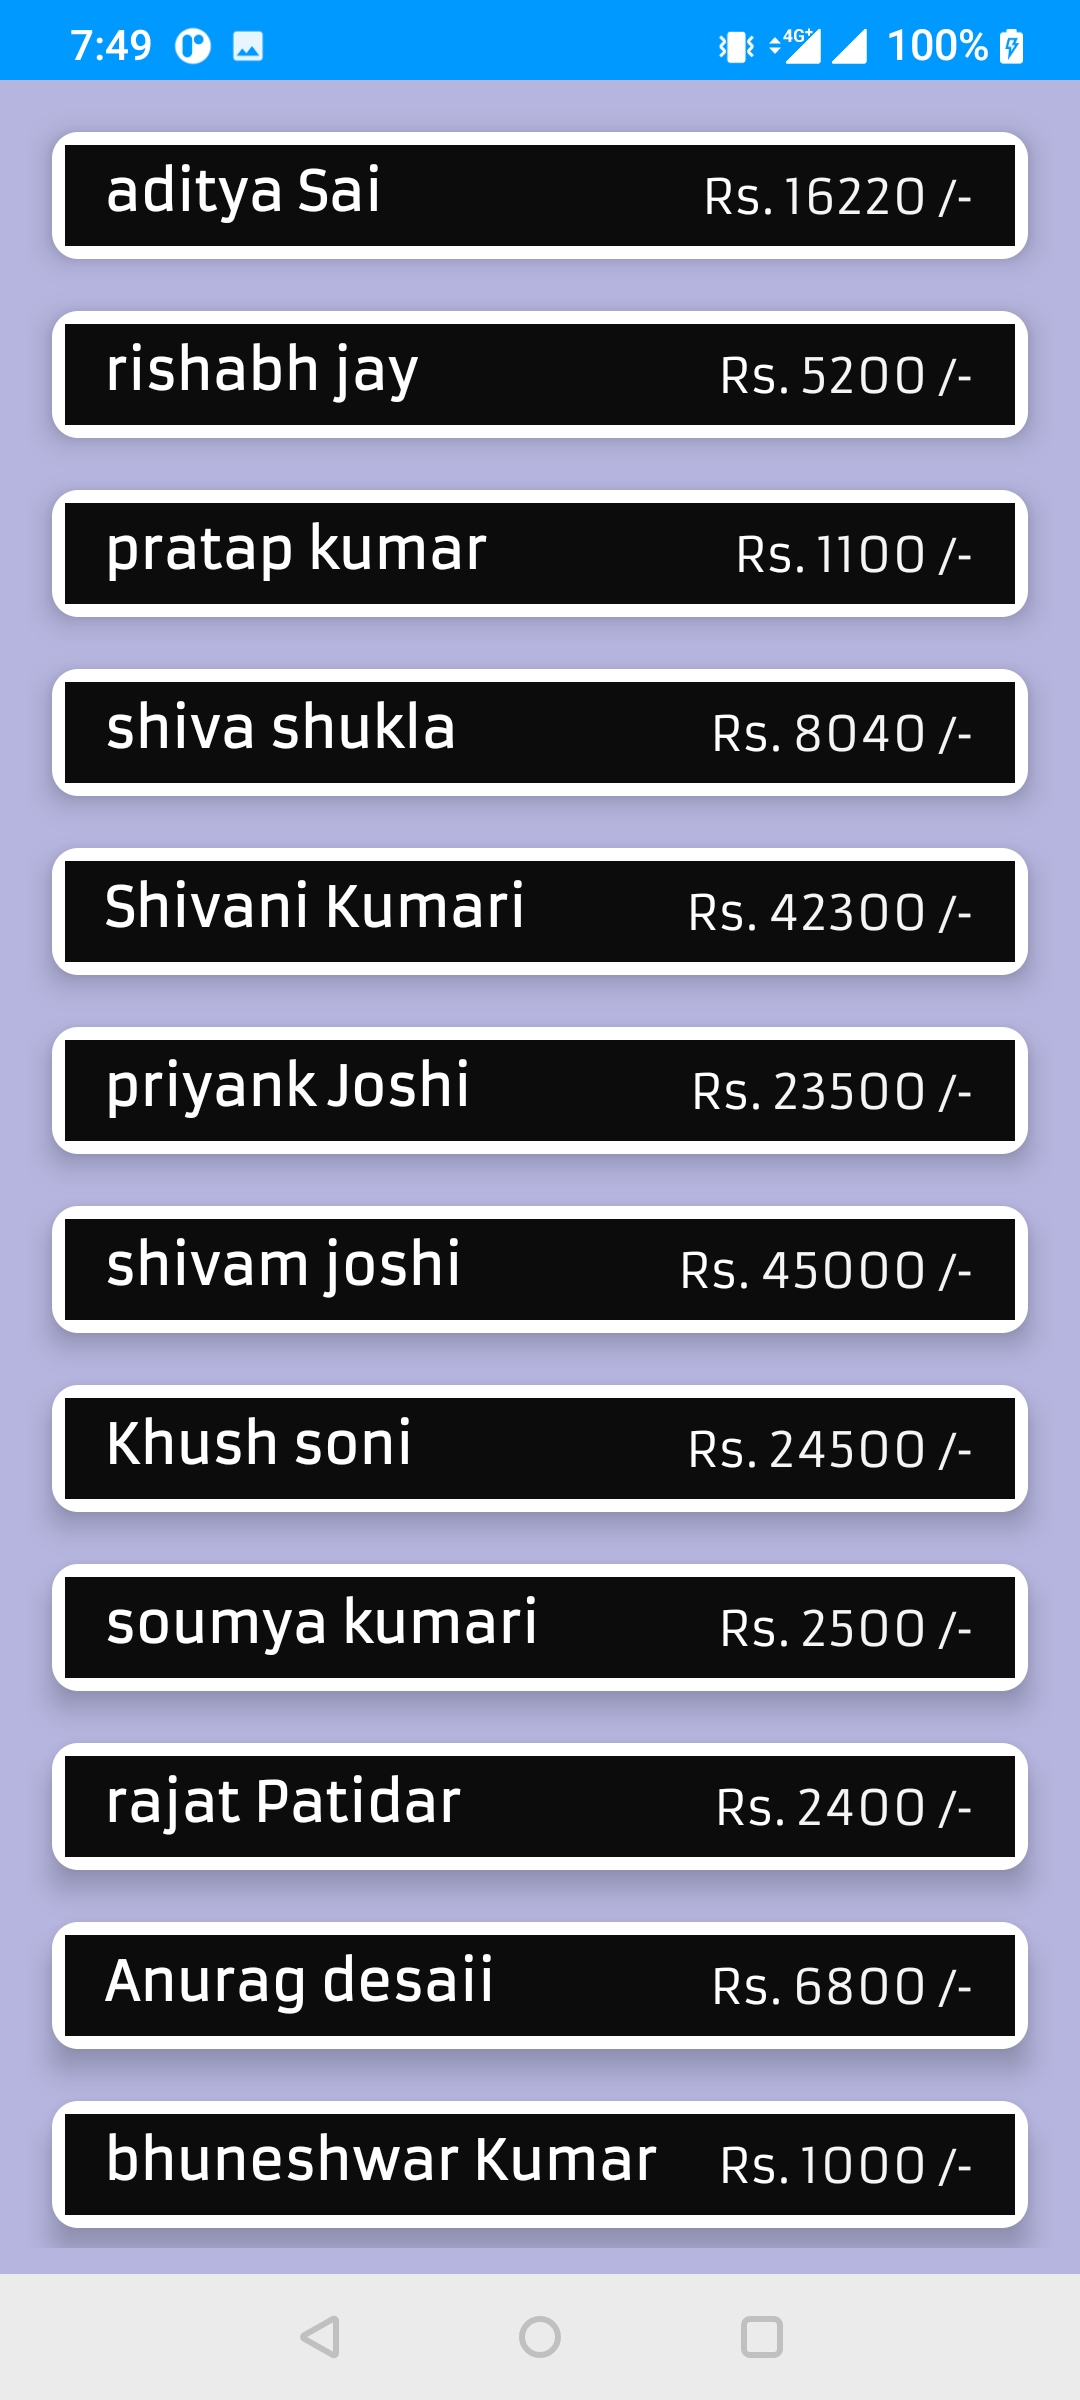 7:49 4G+ 100%
aditya Sai Rs. 16220 /-
rishabh jay Rs. 5200 /-
pratap kumar Rs. 1100 /-
shiva shukla Rs. 8040 /-
Shivani Kumari Rs. 42300 /-
priyank Joshi Rs. 23500 /-
shivam joshi Rs. 45000 /-
Khush soni Rs. 24500 /-
soumya kumari Rs. 2500 /-
rajat Patidar Rs. 2400 /-
Anurag desaii Rs. 6800 /-
bhuneshwar Kumar Rs. 1000 /-